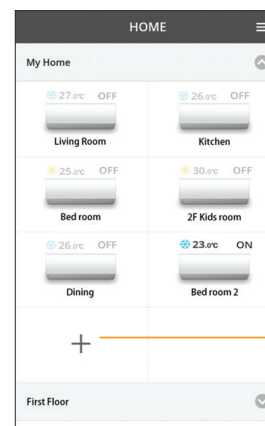 HOME
My Home
27.0°C OFF 26.0°C OFF
Living Room Kitchen
25.0°C OFF 30.0°C OFF
Bed room 2F Kids room
26.0°C OFF 23.0°C ON
Dining Bed room 2
+
First Floor